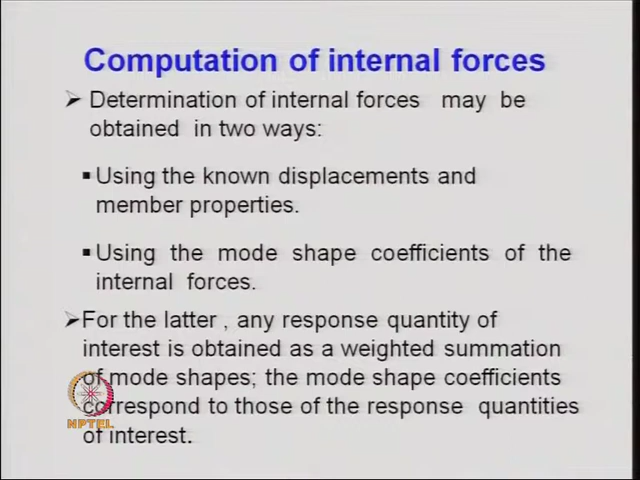 Computation of internal forces
➢ Determination of internal forces may be
obtained in two ways:
▪Using the known displacements and
member properties.
▪Using the mode shape coefficients of the
internal forces.
➢For the latter , any response quantity of
interest is obtained as a weighted summation
of mode shapes; the mode shape coefficients
correspond to those of the response quantities
of interest.
NPTEL